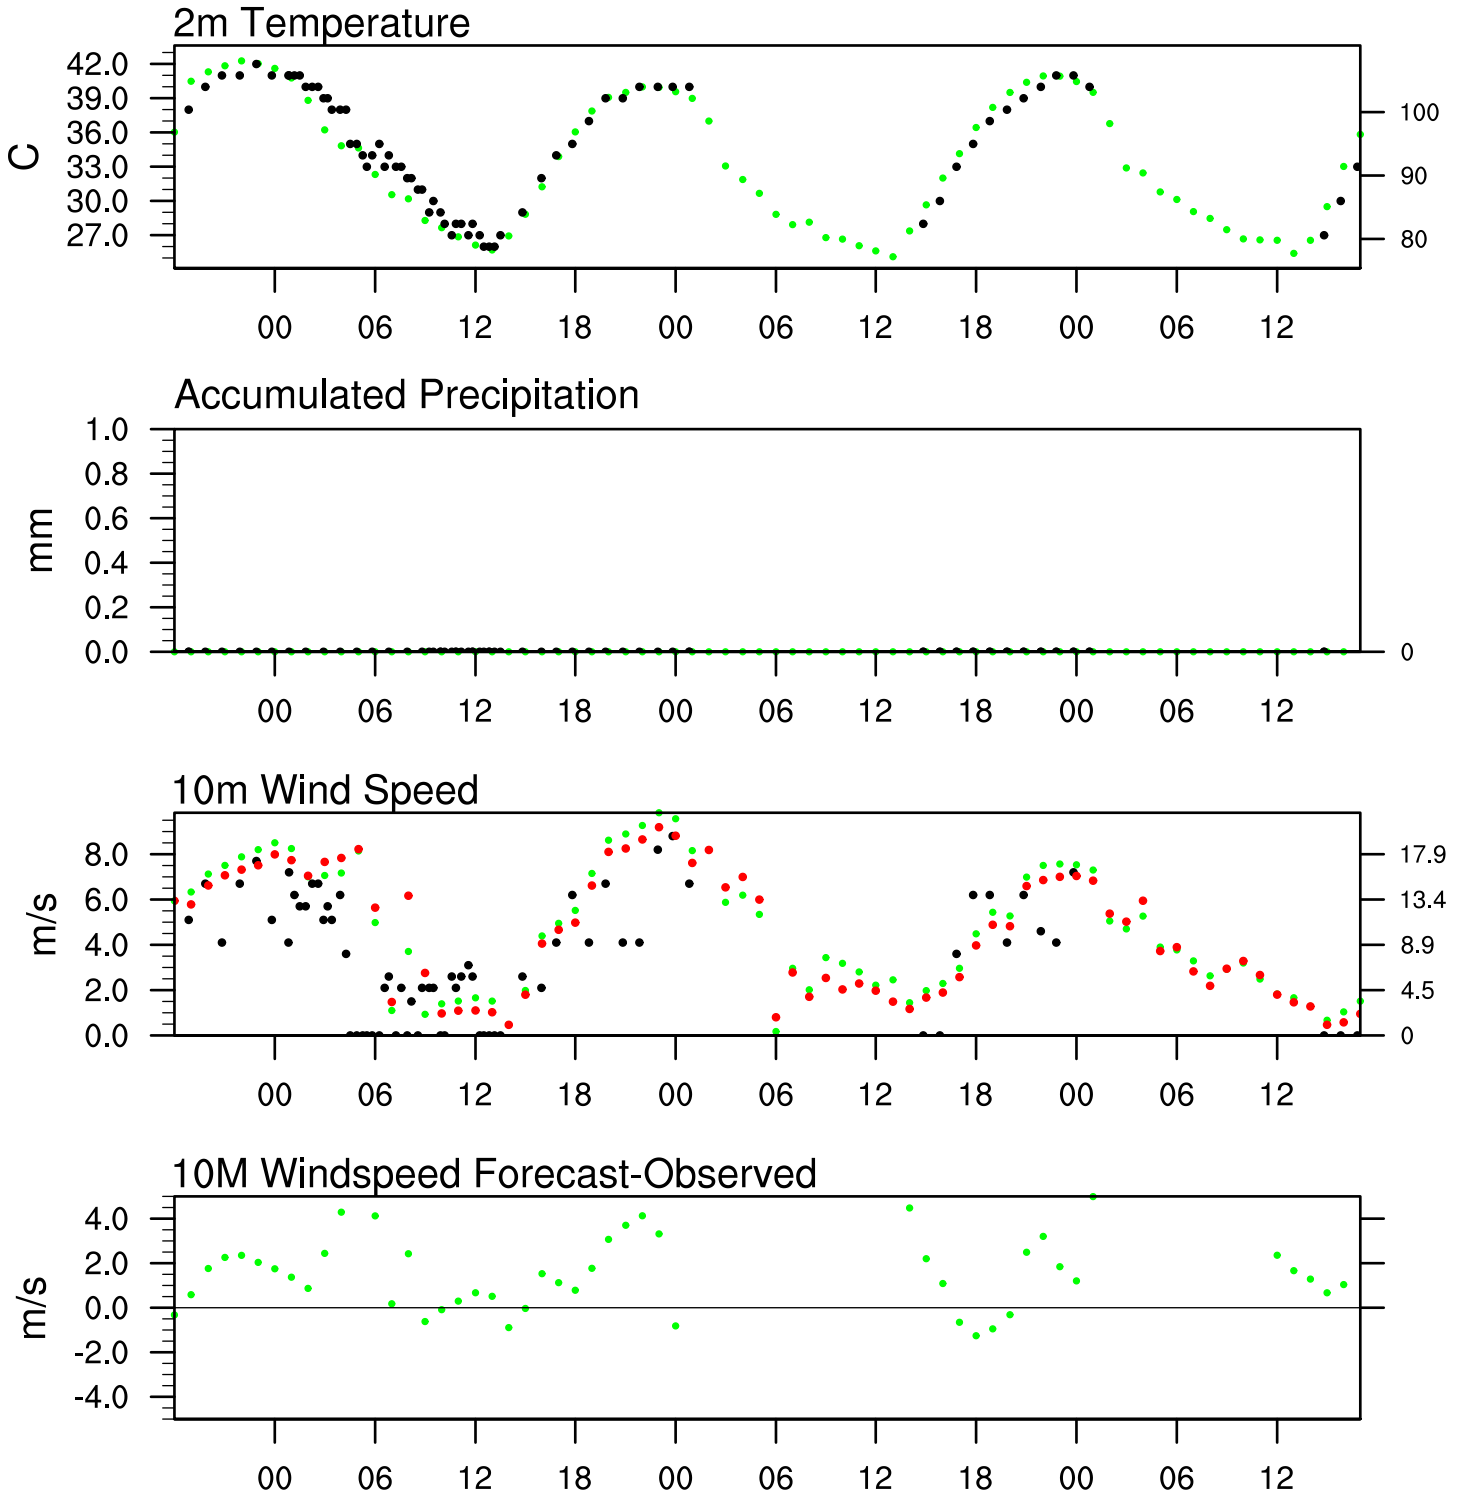 2m Temperature
42.0
39.0
36.0
33.0
30.0
27.0
C
100
90
80
00 06 12 18 00 06 12 18 00 06 12
Accumulated Precipitation
1.0
0.8
0.6
0.4
0.2
0.0
mm
0
00 06 12 18 00 06 12 18 00 06 12
10m Wind Speed
8.0
6.0
4.0
2.0
0.0
m/s
17.9
13.4
8.9
4.5
0
00 06 12 18 00 06 12 18 00 06 12
10M Windspeed Forecast-Observed
4.0
2.0
0.0
-2.0
-4.0
m/s
00 06 12 18 00 06 12 18 00 06 12